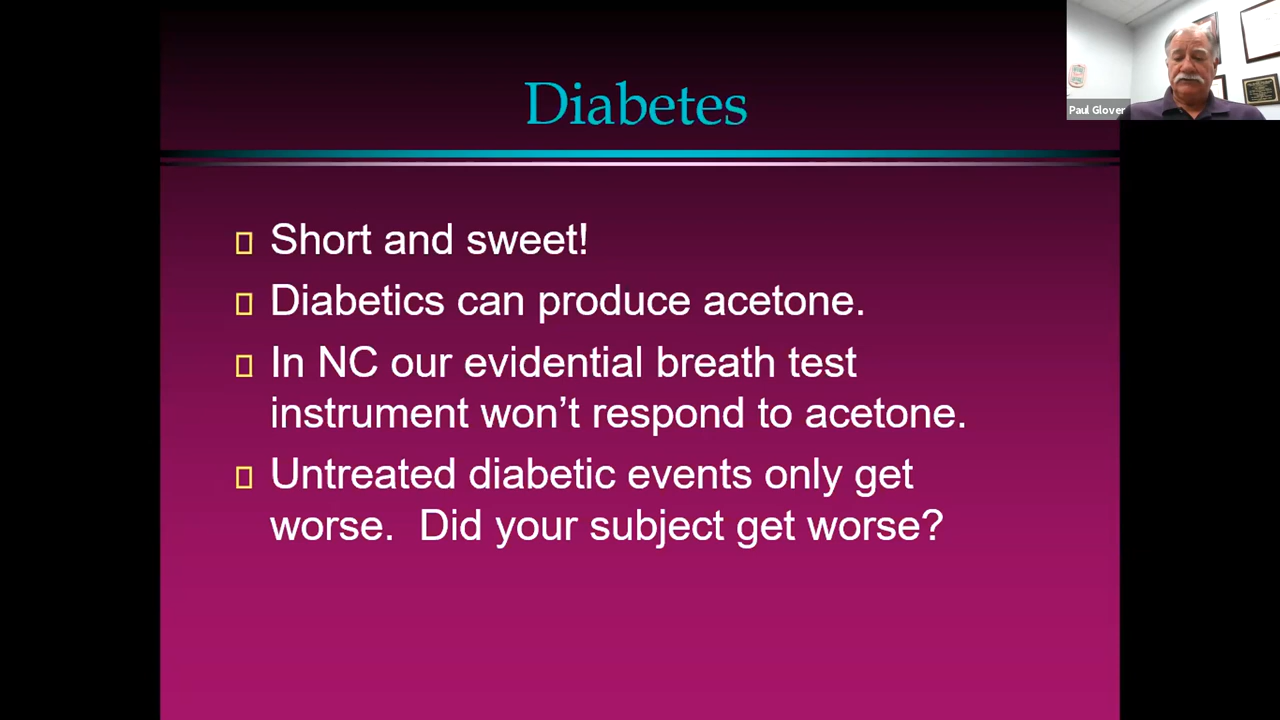 Diabetes
Paul Glover
Short and sweet!
Diabetics can produce acetone.
In NC our evidential breath test
instrument won’t respond to acetone.
Untreated diabetic events only get
worse.  Did your subject get worse?